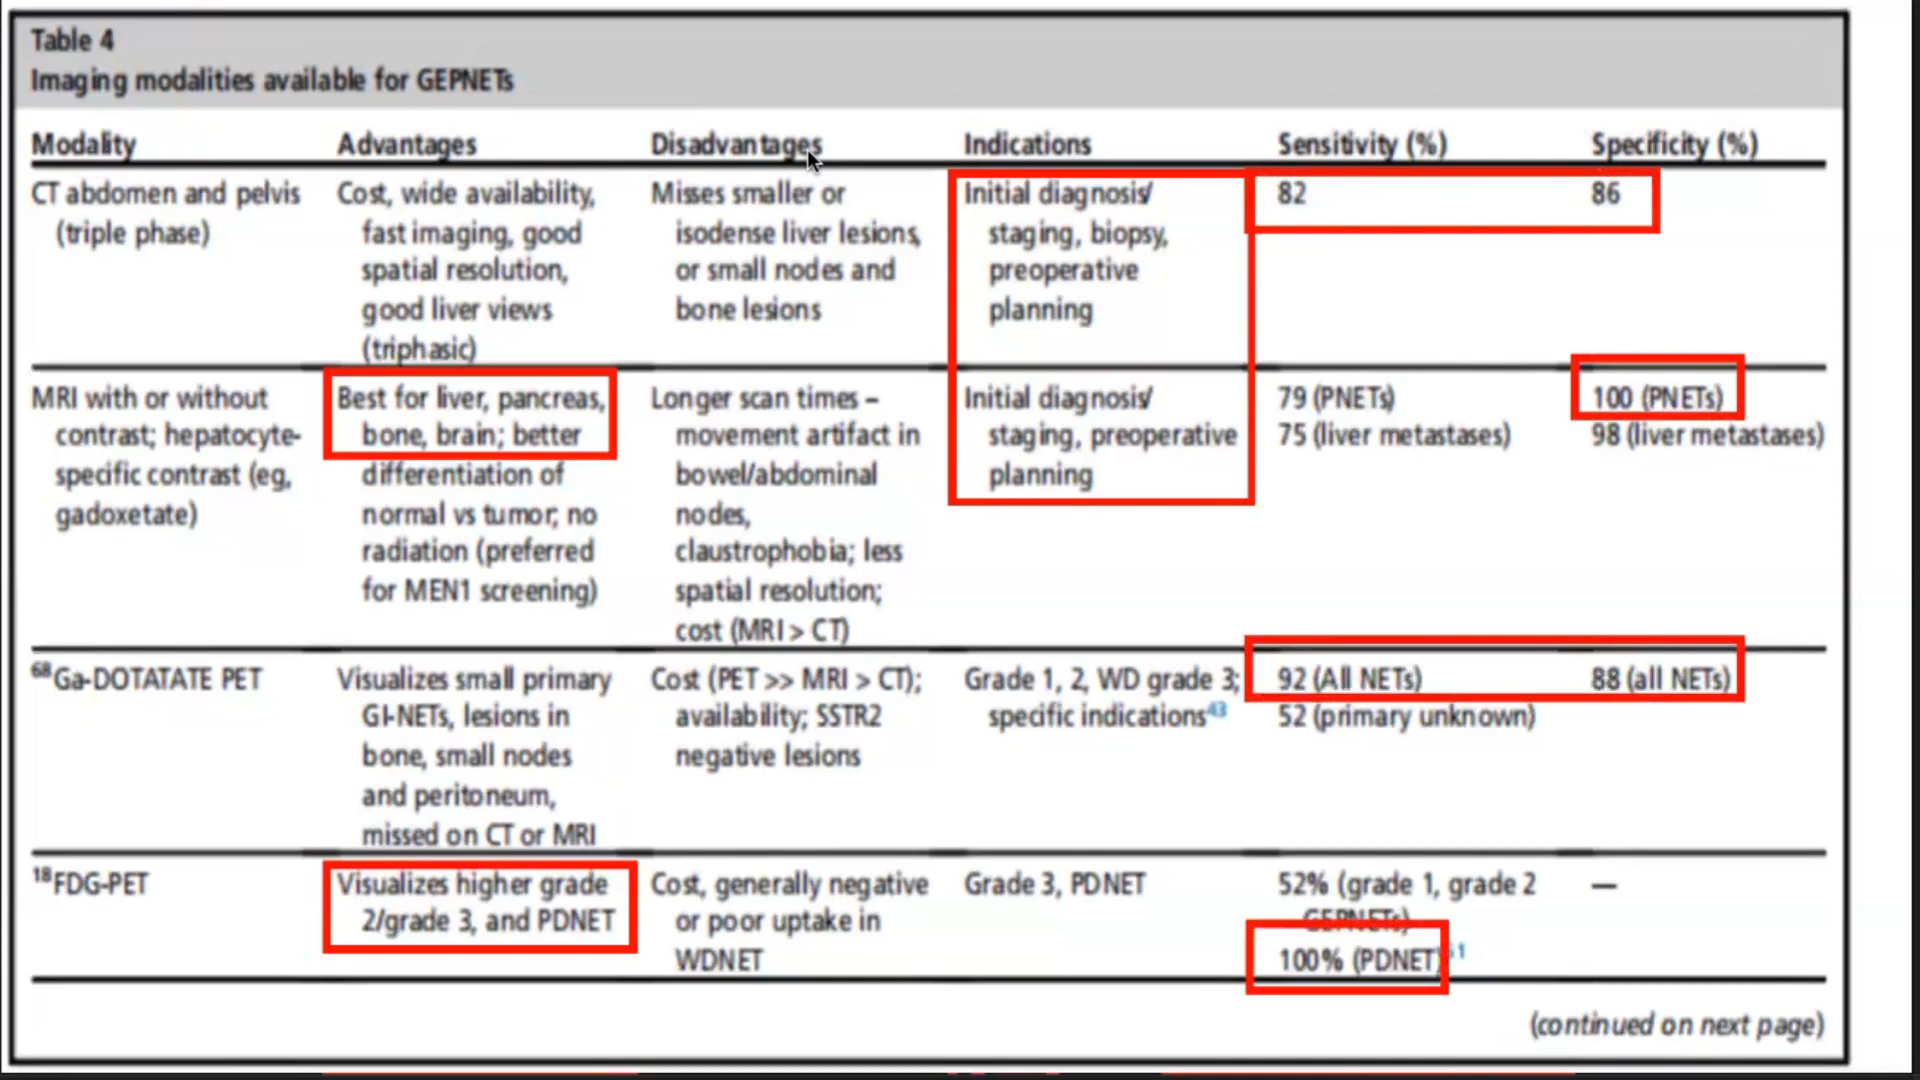 Table 4
Imaging modalities available for GEPNETs
Modality Advantages Disadvantages Indications Sensitivity (%) Specificity (%)
CT abdomen and pelvis Cost, wide availability, Misses smaller or Initial diagnosis/ 82 86
(triple phase) fast imaging, good isodense liver lesions, staging, biopsy,
spatial resolution, or small nodes and preoperative
good liver views bone lesions planning
(triphasic)
MRI with or without Best for liver, pancreas, Longer scan times – Initial diagnosis/ 79 (PNETs) 100 (PNETs)
contrast; hepatocyte- bone, brain; better movement artifact in staging, preoperative 75 (liver metastases) 98 (liver metastases)
specific contrast (eg, differentiation of bowel/abdominal planning
gadoxetate) normal vs tumor; no nodes,
radiation (preferred claustrophobia; less
for MEN1 screening) spatial resolution;
cost (MRI > CT)
68Ga-DOTATATE PET Visualizes small primary Cost (PET >> MRI > CT); Grade 1, 2, WD grade 3; 92 (All NETs) 88 (all NETs)
GI-NETs, lesions in availability; SSTR2 specific indications43 52 (primary unknown)
bone, small nodes negative lesions
and peritoneum,
missed on CT or MRI
18FDG-PET Visualizes higher grade Cost, generally negative Grade 3, PDNET 52% (grade 1, grade 2 —
2/grade 3, and PDNET or poor uptake in GEPNETs)
WDNET 100% (PDNET)51
(continued on next page)